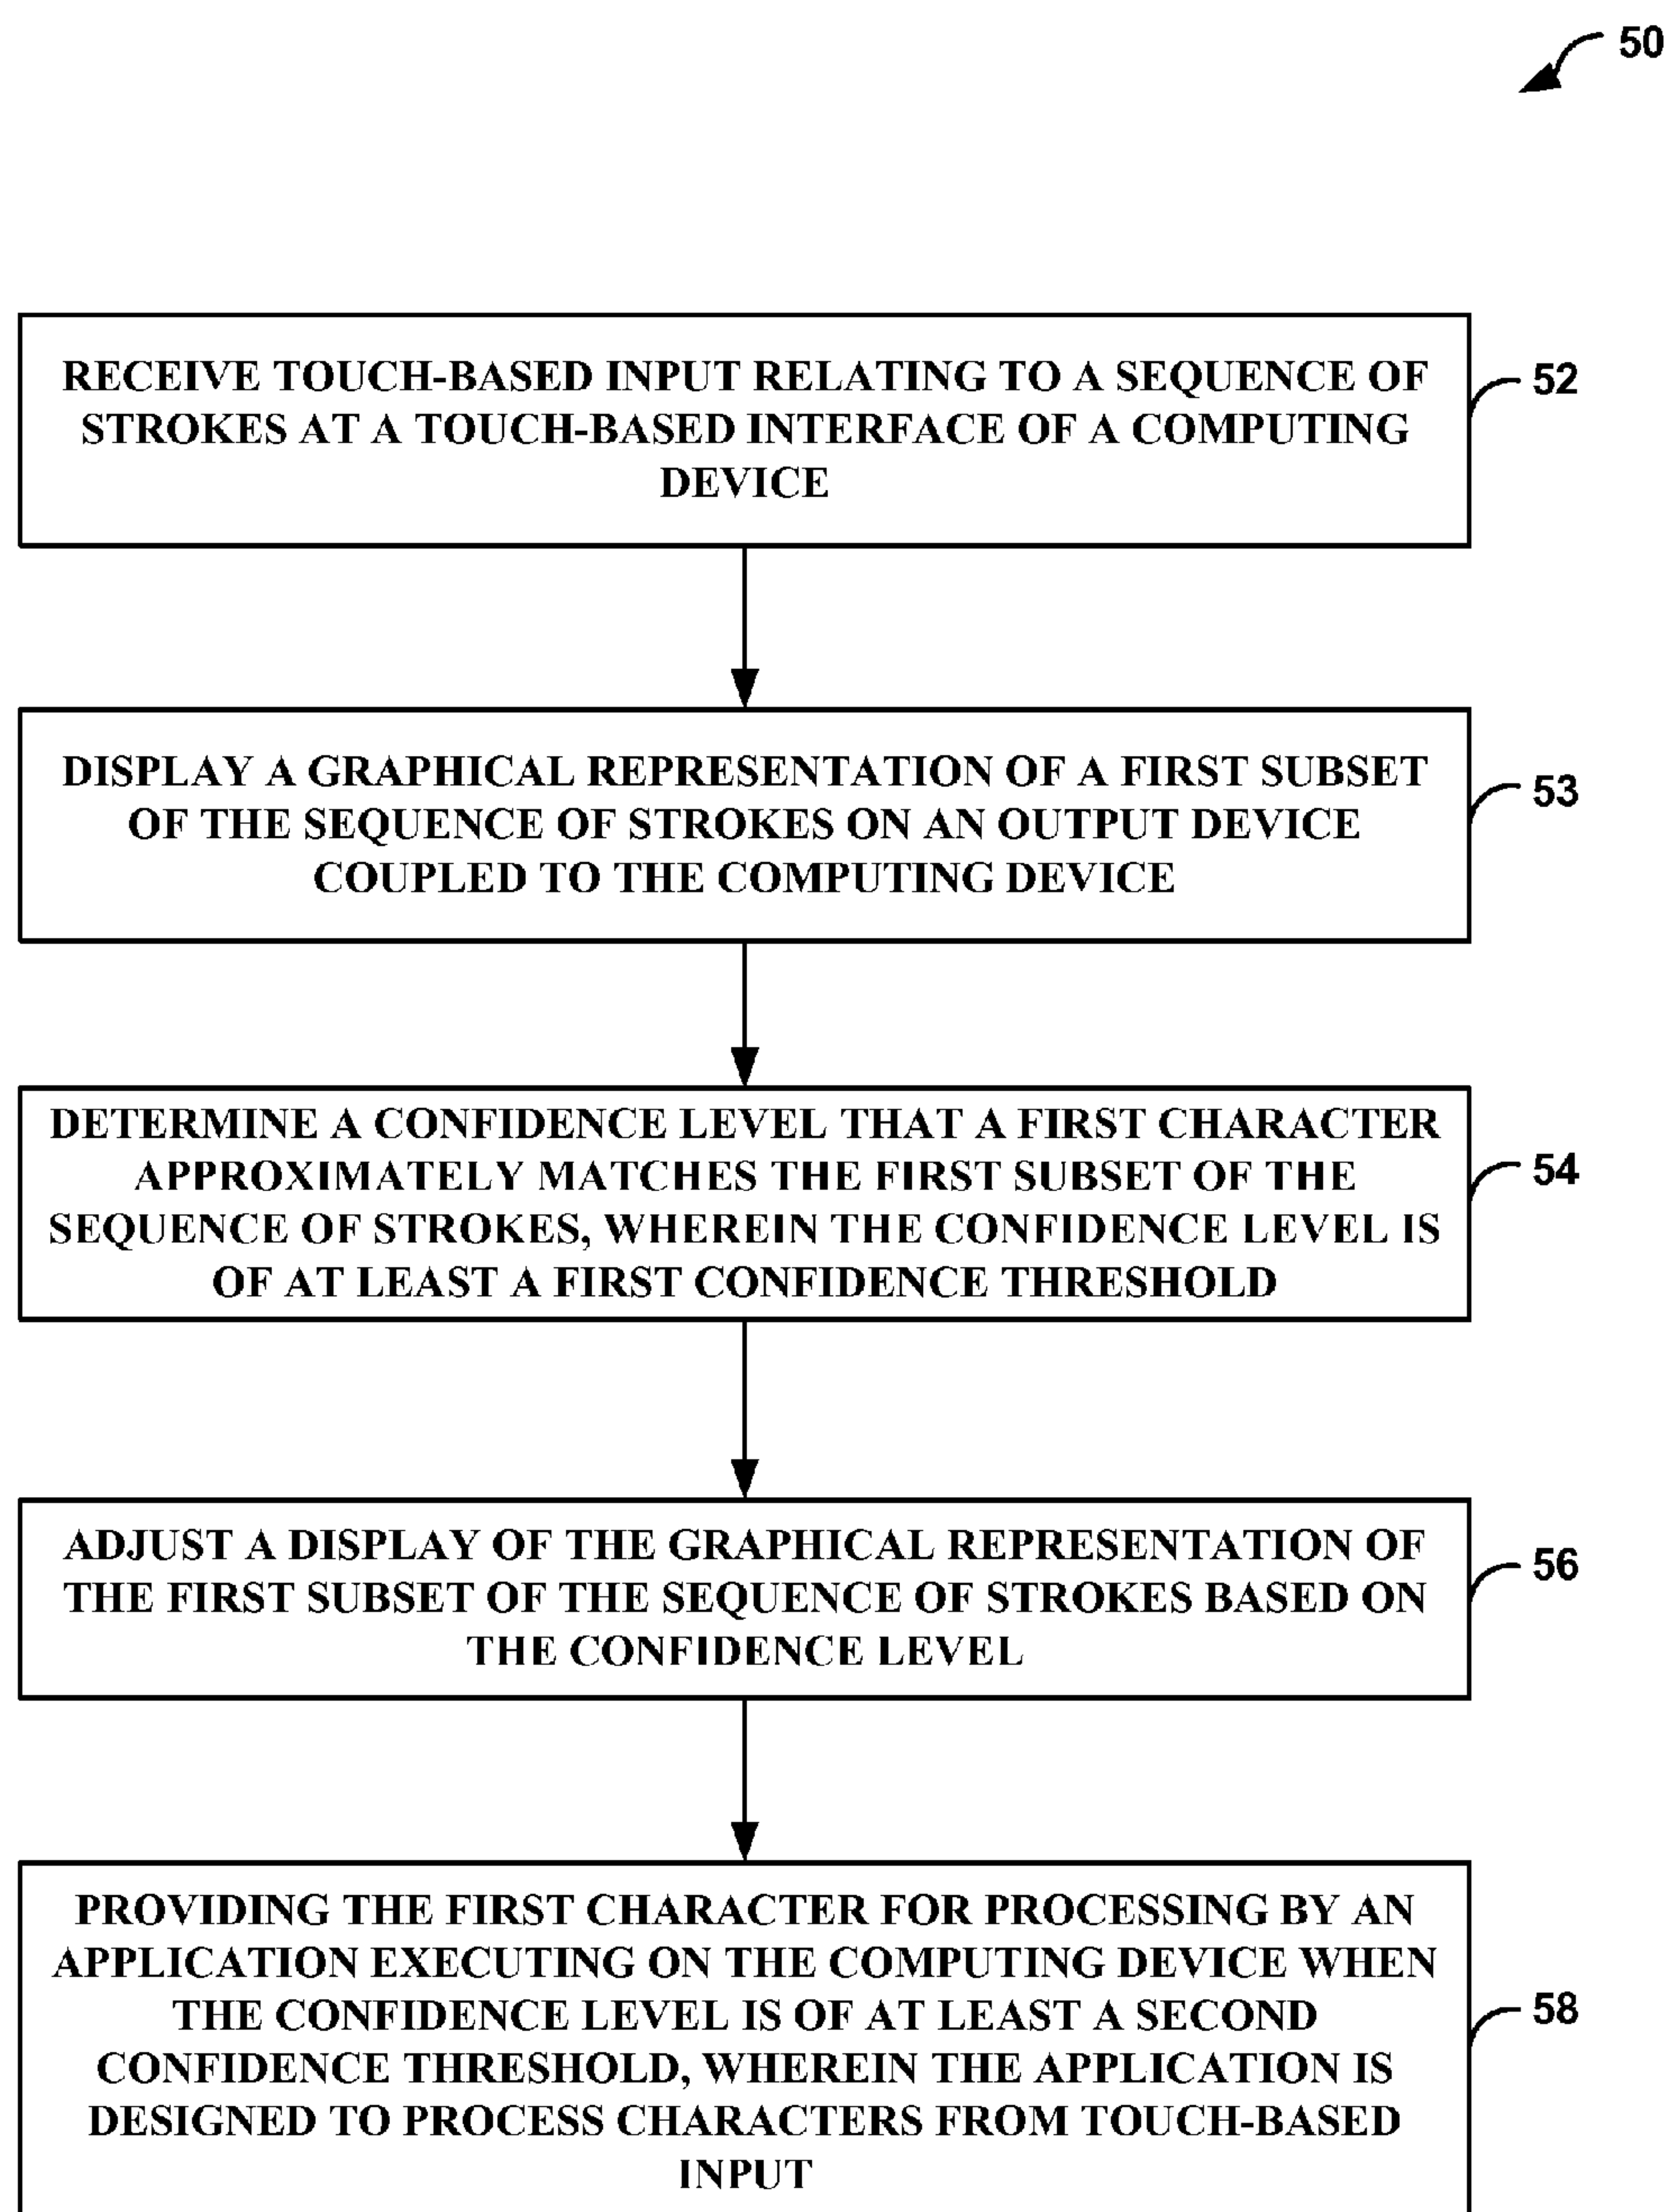 50
RECEIVE TOUCH-BASED INPUT RELATING TO A SEQUENCE OF
STROKES AT A TOUCH-BASED INTERFACE OF A COMPUTING
DEVICE
52
DISPLAY A GRAPHICAL REPRESENTATION OF A FIRST SUBSET
OF THE SEQUENCE OF STROKES ON AN OUTPUT DEVICE
COUPLED TO THE COMPUTING DEVICE
53
DETERMINE A CONFIDENCE LEVEL THAT A FIRST CHARACTER
APPROXIMATELY MATCHES THE FIRST SUBSET OF THE
SEQUENCE OF STROKES, WHEREIN THE CONFIDENCE LEVEL IS
OF AT LEAST A FIRST CONFIDENCE THRESHOLD
54
ADJUST A DISPLAY OF THE GRAPHICAL REPRESENTATION OF
THE FIRST SUBSET OF THE SEQUENCE OF STROKES BASED ON
THE CONFIDENCE LEVEL
56
PROVIDING THE FIRST CHARACTER FOR PROCESSING BY AN
APPLICATION EXECUTING ON THE COMPUTING DEVICE WHEN
THE CONFIDENCE LEVEL IS OF AT LEAST A SECOND
CONFIDENCE THRESHOLD, WHEREIN THE APPLICATION IS
DESIGNED TO PROCESS CHARACTERS FROM TOUCH-BASED
INPUT
58